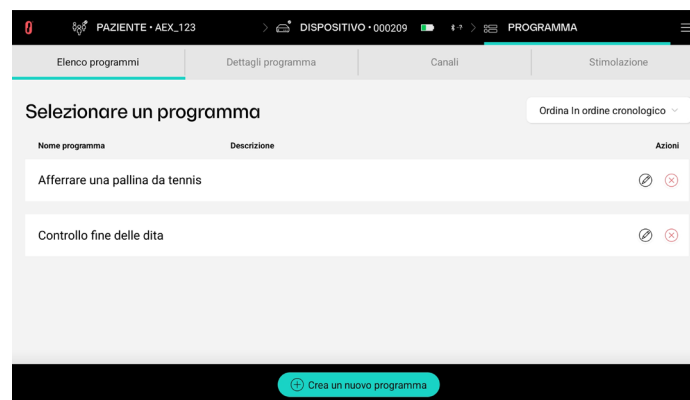 PAZIENTE · AEX_123 > DISPOSITIVO · 000209 -? > PROGRAMMA
Elenco programmi Dettagli programma Canali Stimolazione
Selezionare un programma Ordina In ordine cronologico
Nome programma Descrizione Azioni
Afferrare una pallina da tennis
Controllo fine delle dita
Crea un nuovo programma